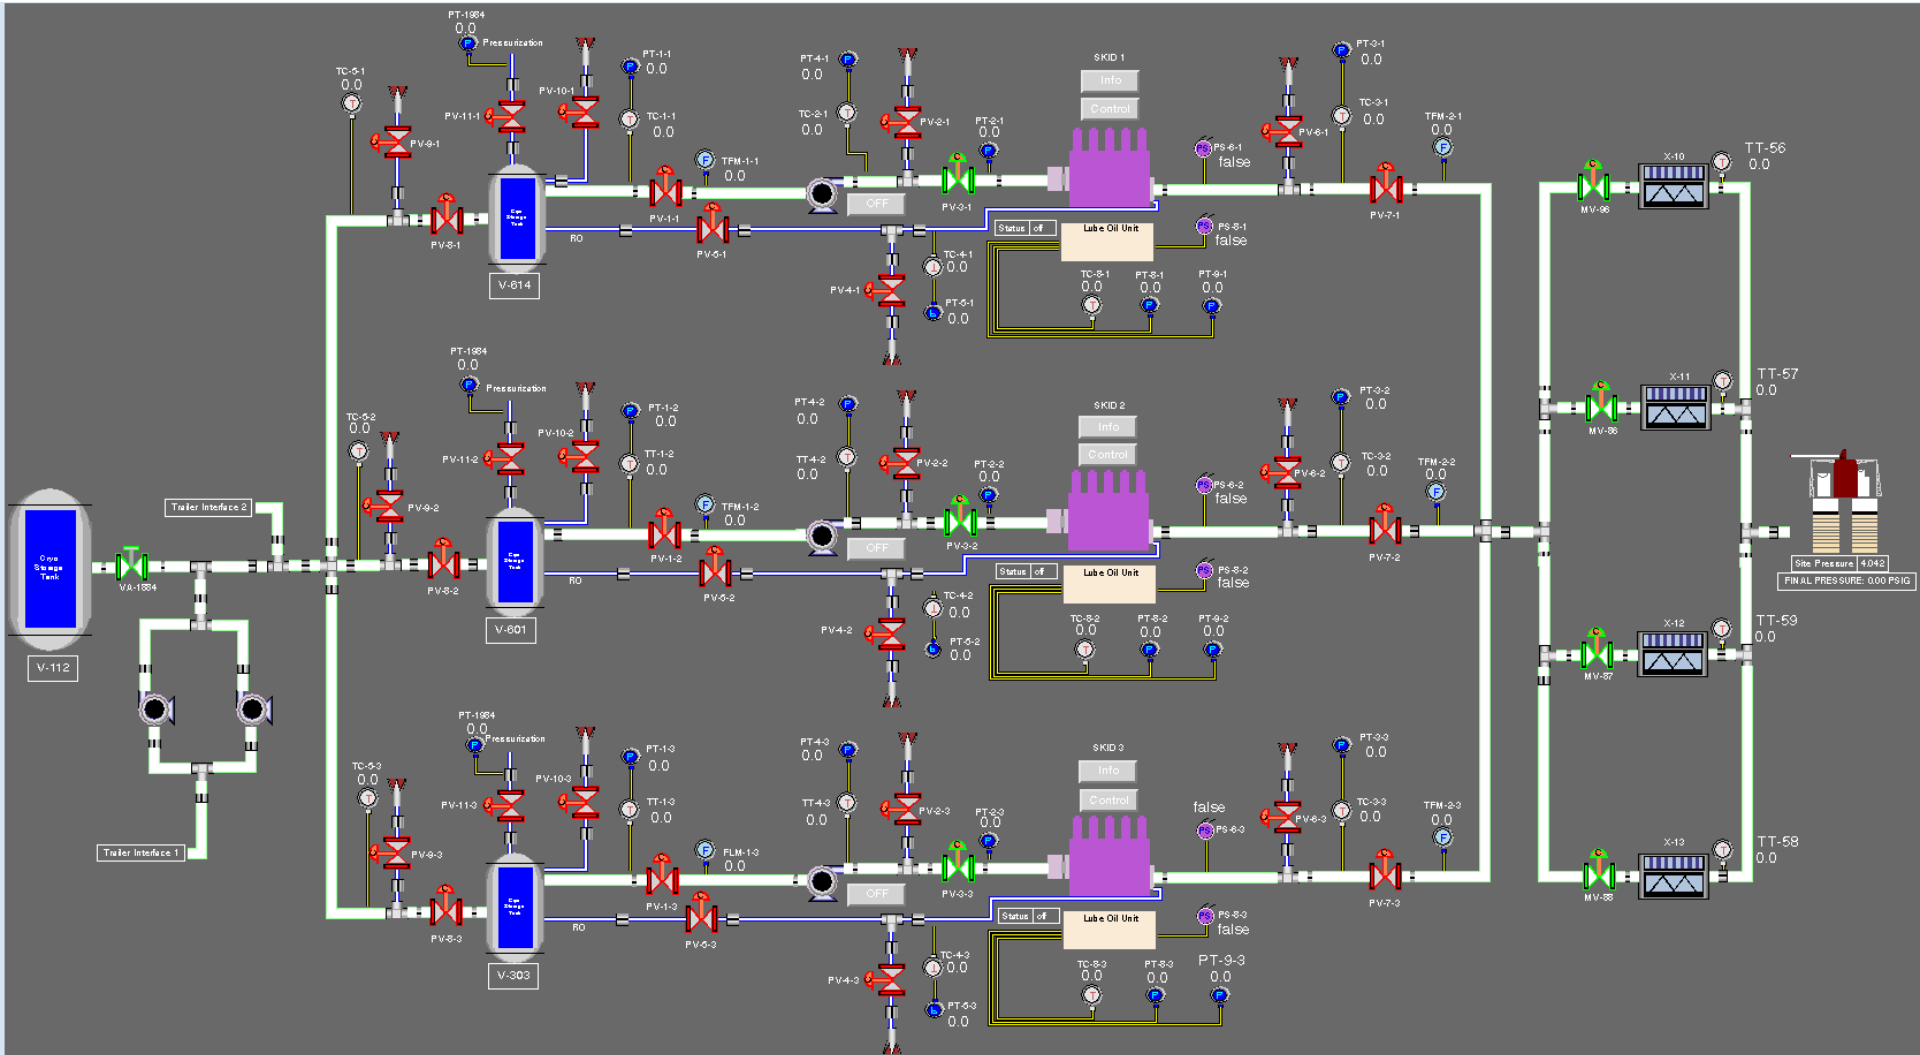 PT-1984
0.0
Pressurization
TC-5-1
0.0
PV-9-1
PV-11-1
PV-10-1
PT-1-1
0.0
TC-1-1
0.0
PT-4-1
0.0
TC-2-1
0.0
PV-2-1
PT-2-1
0.0
SKID 1
Info
Control
PS-6-1
false
PT-3-1
0.0
TC-3-1
0.0
PV-6-1
TFM-2-1
0.0
TFM-1-1
0.0
PV-8-1
Cryo
Storage
Tank
V-614
RO
PV-1-1
PV-5-1
OFF
PV-3-1
PV-7-1
Status off
Lube Oil Unit
PS-8-1
false
PV-4-1
TC-4-1
0.0
PT-5-1
0.0
TC-8-1
0.0
PT-8-1
0.0
PT-9-1
0.0
X-10
TT-56
0.0
MV-96
PT-1984
0.0
Pressurization
TC-5-2
0.0
PV-9-2
PV-11-2
PV-10-2
PT-1-2
0.0
TT-1-2
0.0
PT-4-2
0.0
TT-4-2
0.0
PV-2-2
PT-2-2
0.0
SKID 2
Info
Control
PS-6-2
false
PT-3-2
0.0
TC-3-2
0.0
PV-6-2
TFM-2-2
0.0
TFM-1-2
0.0
PV-8-2
Cryo
Storage
Tank
V-601
RO
PV-1-2
PV-5-2
OFF
PV-3-2
PV-7-2
Status off
Lube Oil Unit
PS-8-2
false
PV-4-2
TC-4-2
0.0
PT-5-2
0.0
TC-8-2
0.0
PT-8-2
0.0
PT-9-2
0.0
X-11
TT-57
0.0
MV-86
Trailer Interface 2
Cryo
Storage
Tank
V-112
VA-1884
Trailer Interface 1
Site Pressure 4.042
FINAL PRESSURE: 0.00 PSIG
X-12
TT-59
0.0
MV-87
PT-1984
0.0
Pressurization
TC-5-3
0.0
PV-9-3
PV-11-3
PV-10-3
PT-1-3
0.0
TT-1-3
0.0
PT-4-3
0.0
TT-4-3
0.0
PV-2-3
PT-2-3
0.0
SKID 3
Info
Control
false
PS-6-3
PT-3-3
0.0
TC-3-3
0.0
PV-6-3
TFM-2-3
0.0
FLM-1-3
0.0
PV-8-3
Cryo
Storage
Tank
V-303
RO
PV-1-3
PV-5-3
OFF
PV-3-3
PV-7-3
Status off
Lube Oil Unit
PS-8-3
false
PV-4-3
TC-4-3
0.0
PT-5-3
0.0
TC-8-3
0.0
PT-8-3
0.0
PT-9-3
0.0
X-13
TT-58
0.0
MV-88